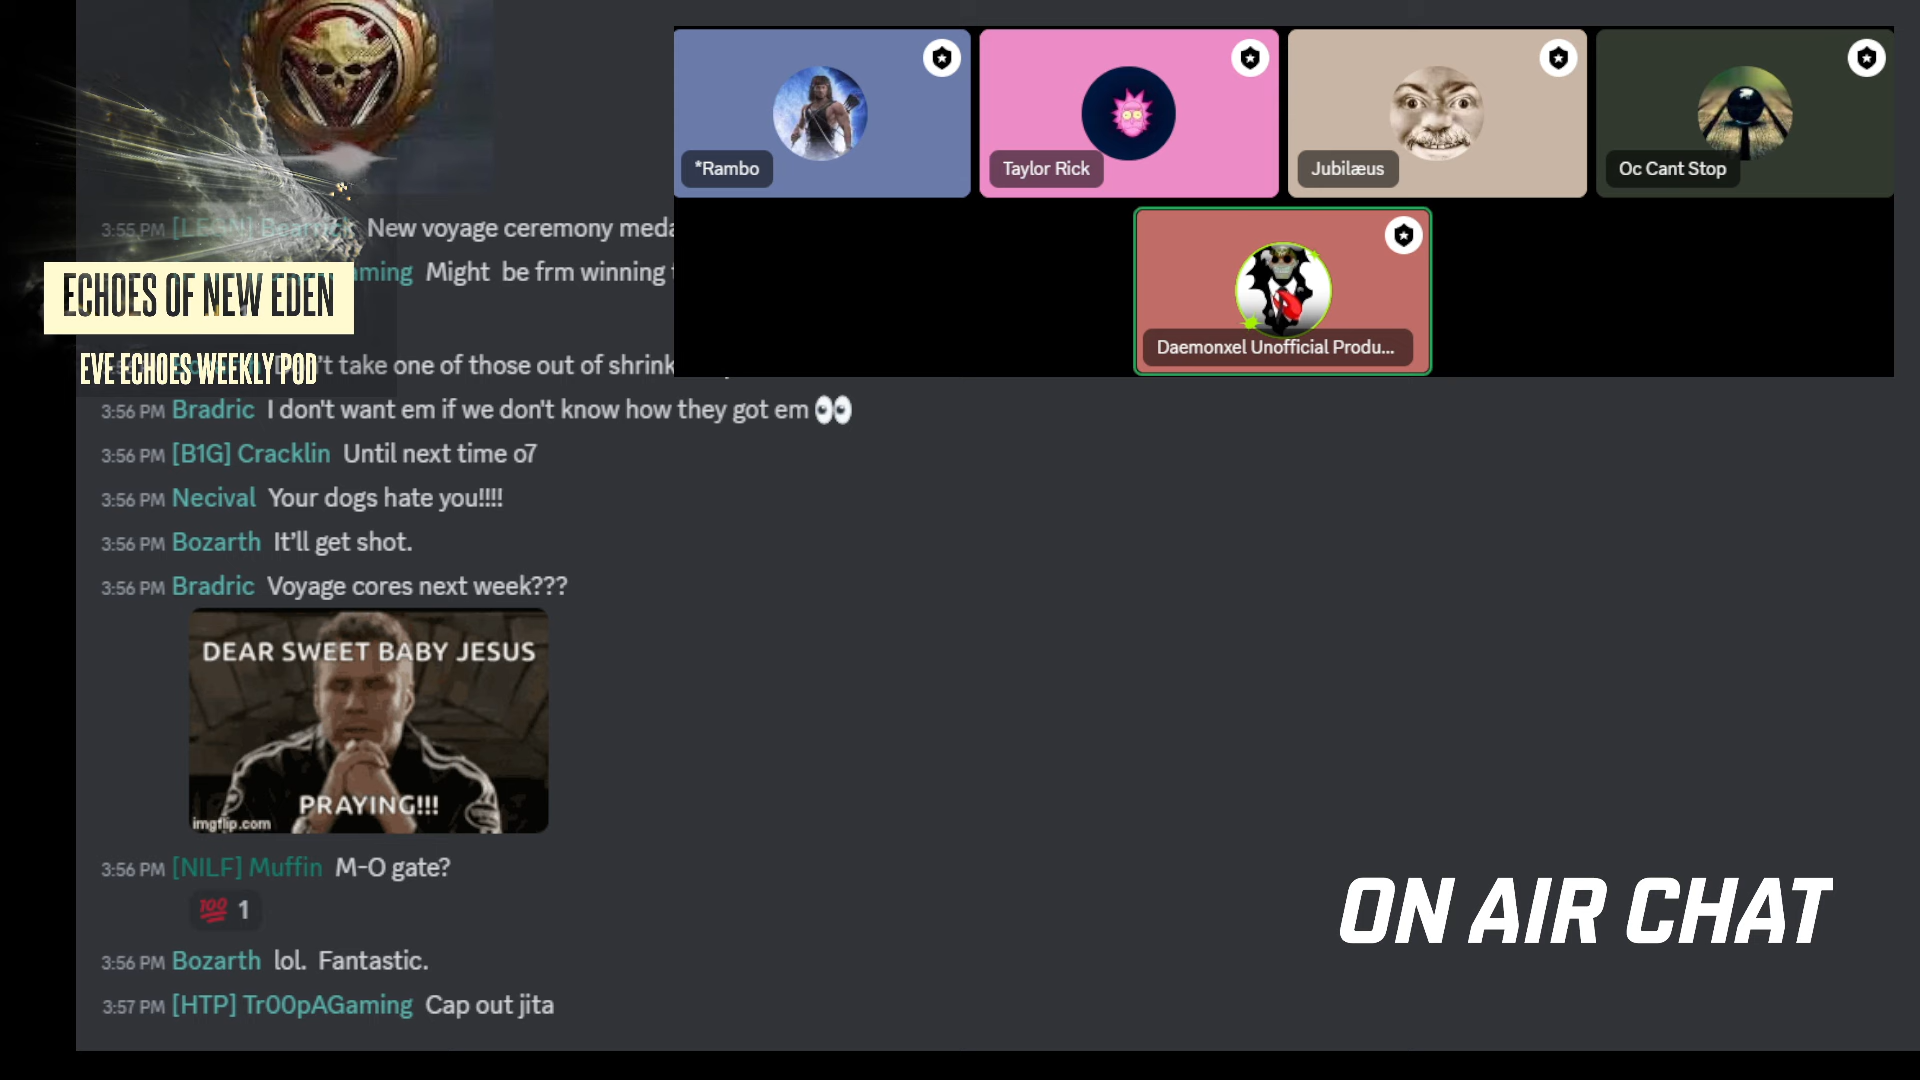 *Rambo
Taylor Rick
Jubilæus
Oc Cant Stop
Daemonxel Unofficial Produ...
ECHOES OF NEW EDEN
EVE ECHOES WEEKLY POD
3:55 PM New voyage ceremony meda
aming Might be frm winning
't take one of those out of shrink
3:56 PM Bradric I don't want em if we don't know how they got em 👀
3:56 PM [B1G] Cracklin Until next time o7
3:56 PM Necival Your dogs hate you!!!!
3:56 PM Bozarth It'll get shot.
3:56 PM Bradric Voyage cores next week???
DEAR SWEET BABY JESUS
PRAYING!!!
imgflip.com
3:56 PM [NILF] Muffin M-O gate?
💯 1
3:56 PM Bozarth lol. Fantastic.
3:57 PM [HTP] Tr00pAGaming Cap out jita
ON AIR CHAT